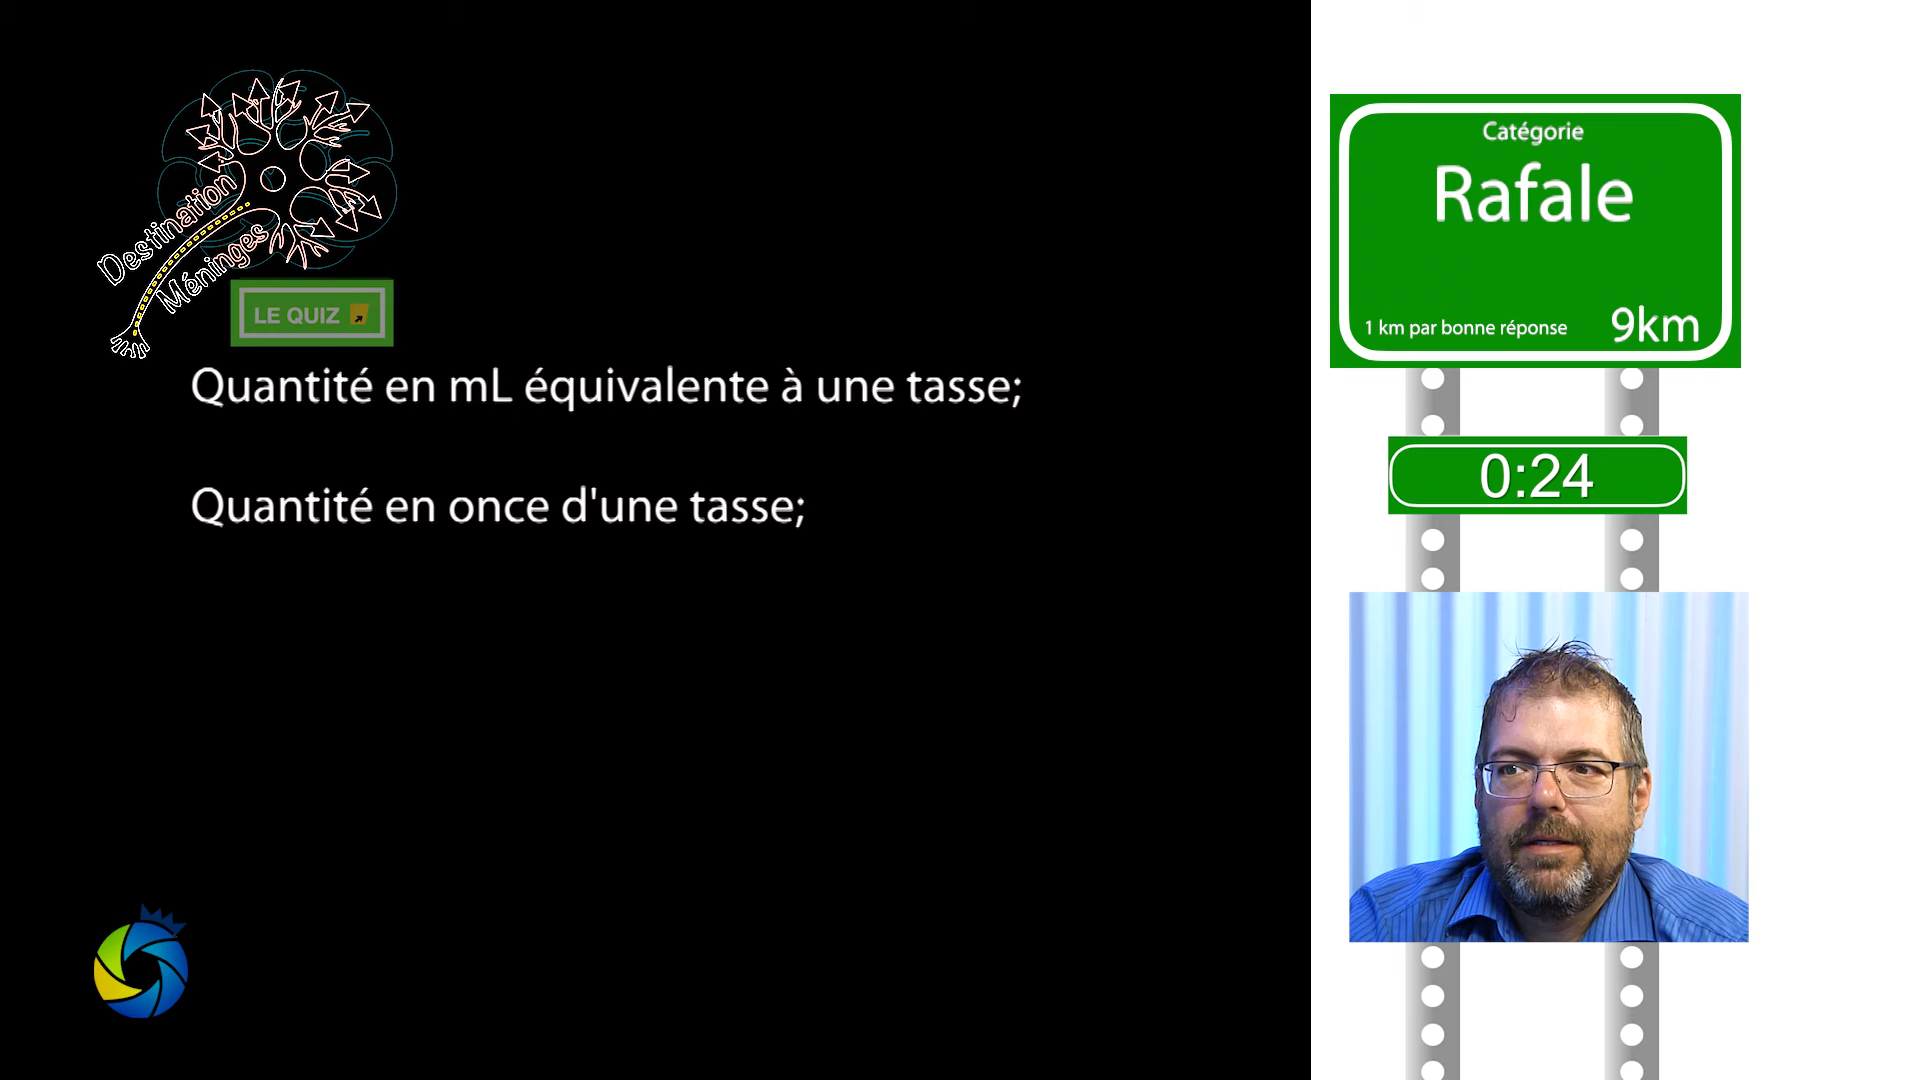 Destination
Méninges
LE QUIZ
Quantité en mL équivalente à une tasse;
Quantité en once d'une tasse;
Catégorie
Rafale
1 km par bonne réponse 9km
0:24